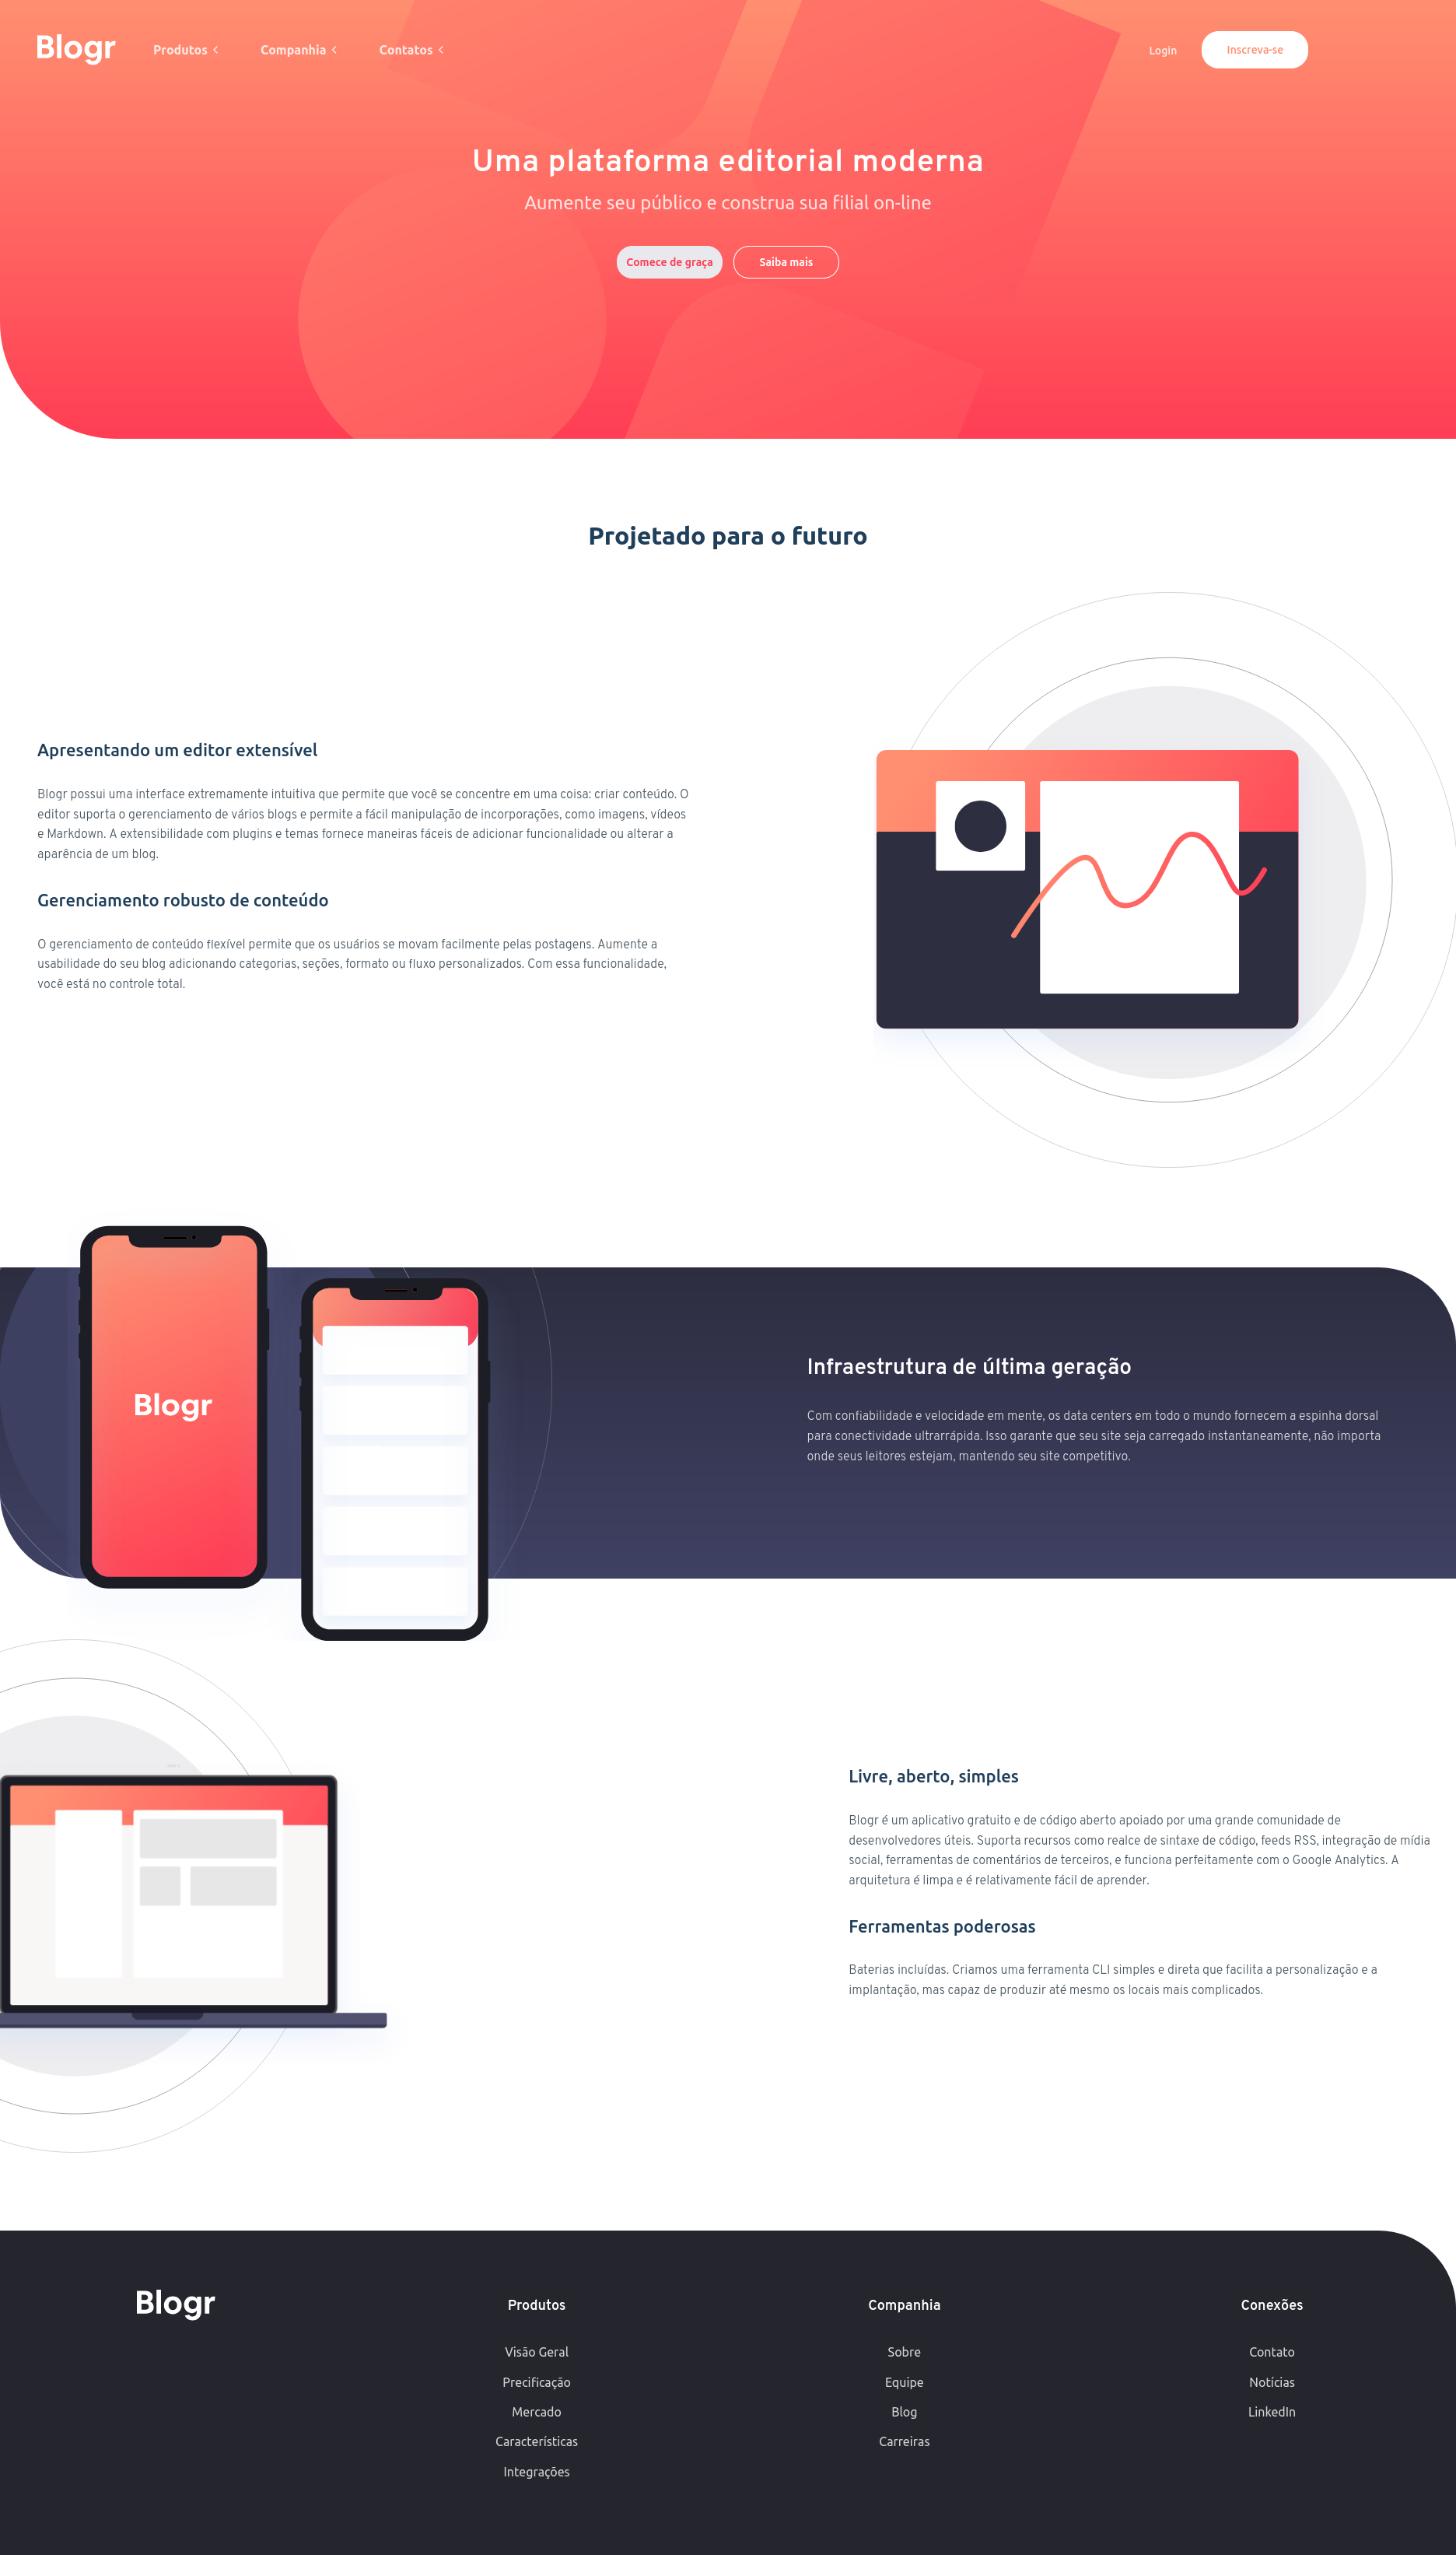 Blogr
Produtos
Companhia
Contatos
Login
Inscreva-se
Uma plataforma editorial moderna
Aumente seu público e construa sua filial on-line
Comece de graça
Saiba mais
Projetado para o futuro
Apresentando um editor extensível
Blogr possui uma interface extremamente intuitiva que permite que você se concentre em uma coisa: criar conteúdo. O
editor suporta o gerenciamento de vários blogs e permite a fácil manipulação de incorporações, como imagens, vídeos
e Markdown. A extensibilidade com plugins e temas fornece maneiras fáceis de adicionar funcionalidade ou alterar a
aparência de um blog.
Gerenciamento robusto de conteúdo
O gerenciamento de conteúdo flexível permite que os usuários se movam facilmente pelas postagens. Aumente a
usabilidade do seu blog adicionando categorias, seções, formato ou fluxo personalizados. Com essa funcionalidade,
você está no controle total.
Blogr
Infraestrutura de última geração
Com confiabilidade e velocidade em mente, os data centers em todo o mundo fornecem a espinha dorsal
para conectividade ultrarrápida. Isso garante que seu site seja carregado instantaneamente, não importa
onde seus leitores estejam, mantendo seu site competitivo.
Livre, aberto, simples
Blogr é um aplicativo gratuito e de código aberto apoiado por uma grande comunidade de
desenvolvedores úteis. Suporta recursos como realce de sintaxe de código, feeds RSS, integração de mídia
social, ferramentas de comentários de terceiros, e funciona perfeitamente com o Google Analytics. A
arquitetura é limpa e é relativamente fácil de aprender.
Ferramentas poderosas
Baterias incluídas. Criamos uma ferramenta CLI simples e direta que facilita a personalização e a
implantação, mas capaz de produzir até mesmo os locais mais complicados.
Blogr
Produtos
Visão Geral
Precificação
Mercado
Características
Integrações
Companhia
Sobre
Equipe
Blog
Carreiras
Conexões
Contato
Notícias
LinkedIn